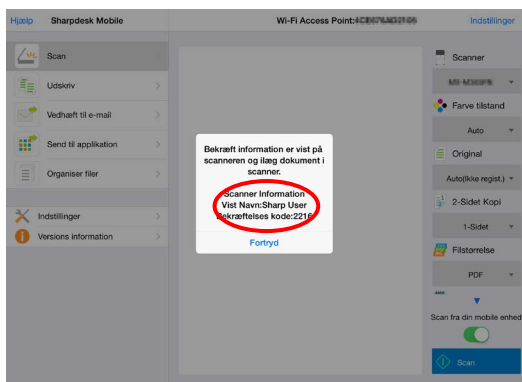 Hjælp
Sharpdesk Mobile
Wi-Fi Access Point:
Indstillinger
Scan
Udskriv
Vedhæft til e-mail
Send til applikation
Organiser filer
Indstillinger
Versions information
Bekræft information er vist på
scanneren og ilæg dokument i
scanner.
Scanner Information
Vist Navn:Sharp User
Bekræftelses kode:2216
Fortryd
Scanner
Farve tilstand
Auto
Original
Auto(Ikke regist.)
2-Sidet Kopi
1-Sidet
Filstørrelse
PDF
Scan fra din mobile enhed
Scan